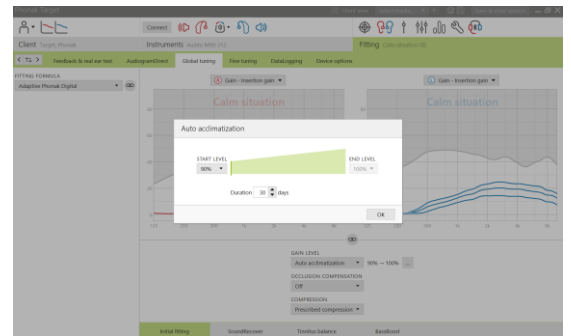 Phonak Target
Connect
Client Target, Phonak
Instruments
Fitting Calm situation
Feedback & real ear test
AudiogramDirect
Global tuning
Fine tuning
DataLogging
Device options
FITTING FORMULA
Adaptive Phonak Digital
Gain - Insertion gain
Gain - Insertion gain
Calm situation
Calm situation
Auto acclimatization
START LEVEL
90%
END LEVEL
100%
Duration 30 days
OK
GAIN LEVEL
Auto acclimatization
90% — 100%
...
OCCLUSION COMPENSATION
Off
COMPRESSION
Prescribed compression
Initial fitting
SoundRecover
Tinnitus balance
BassBoost